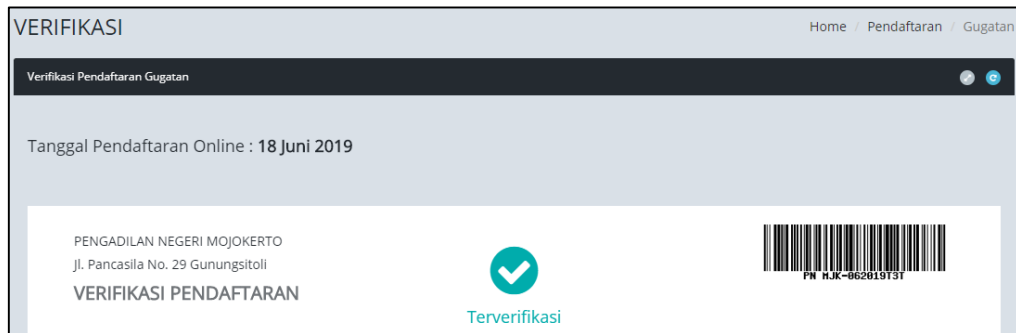 VERIFIKASI
Home / Pendaftaran / Gugatan
Verifikasi Pendaftaran Gugatan
Tanggal Pendaftaran Online : 18 Juni 2019
PENGADILAN NEGERI MOJOKERTO
Jl. Pancasila No. 29 Gunungsitoli
VERIFIKASI PENDAFTARAN
Terverifikasi
PN MJK-062019T3T